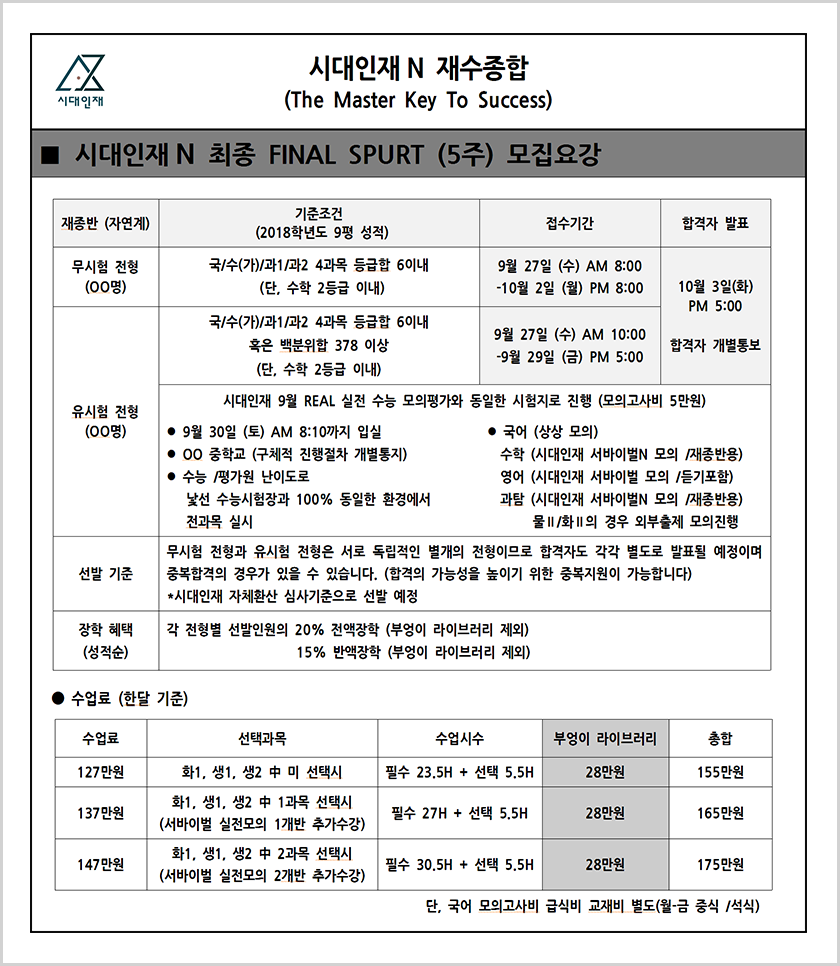 시대인재
시대인재 N 재수종합
(The Master Key To Success)
■ 시대인재 N 최종 FINAL SPURT (5주) 모집요강
재종반 (자연계)
기준조건
(2018학년도 9평 성적)
접수기간
합격자 발표
무시험 전형
(OO명)
국/수(가)/과1/과2 4과목 등급합 6이내
(단, 수학 2등급 이내)
9월 27일 (수) AM 8:00
-10월 2일 (월) PM 8:00
10월 3일(화)
PM 5:00
합격자 개별통보
유시험 전형
(OO명)
국/수(가)/과1/과2 4과목 등급합 6이내
혹은 백분위합 378 이상
(단, 수학 2등급 이내)
9월 27일 (수) AM 10:00
-9월 29일 (금) PM 5:00
시대인재 9월 REAL 실전 수능 모의평가와 동일한 시험지로 진행 (모의고사비 5만원)
● 9월 30일 (토) AM 8:10까지 입실
● OO 중학교 (구체적 진행절차 개별통지)
● 수능 /평가원 난이도로
낯선 수능시험장과 100% 동일한 환경에서
전과목 실시
● 국어 (상상 모의)
수학 (시대인재 서바이벌N 모의 /재종반용)
영어 (시대인재 서바이벌 모의 /듣기포함)
과탐 (시대인재 서바이벌N 모의 /재종반용)
물Ⅱ/화Ⅱ의 경우 외부출제 모의진행
선발 기준
무시험 전형과 유시험 전형은 서로 독립적인 별개의 전형이므로 합격자도 각각 별도로 발표될 예정이며
중복합격의 경우가 있을 수 있습니다. (합격의 가능성을 높이기 위한 중복지원이 가능합니다)
*시대인재 자체환산 심사기준으로 선발 예정
장학 혜택
(성적순)
각 전형별 선발인원의 20% 전액장학 (부엉이 라이브러리 제외)
15% 반액장학 (부엉이 라이브러리 제외)
● 수업료 (한달 기준)
수업료
선택과목
수업시수
부엉이 라이브러리
총합
127만원
화1, 생1, 생2 中 미 선택시
필수 23.5H + 선택 5.5H
28만원
155만원
137만원
화1, 생1, 생2 中 1과목 선택시
(서바이벌 실전모의 1개반 추가수강)
필수 27H + 선택 5.5H
28만원
165만원
147만원
화1, 생1, 생2 中 2과목 선택시
(서바이벌 실전모의 2개반 추가수강)
필수 30.5H + 선택 5.5H
28만원
175만원
단, 국어 모의고사비 급식비 교재비 별도(월-금 중식 /석식)